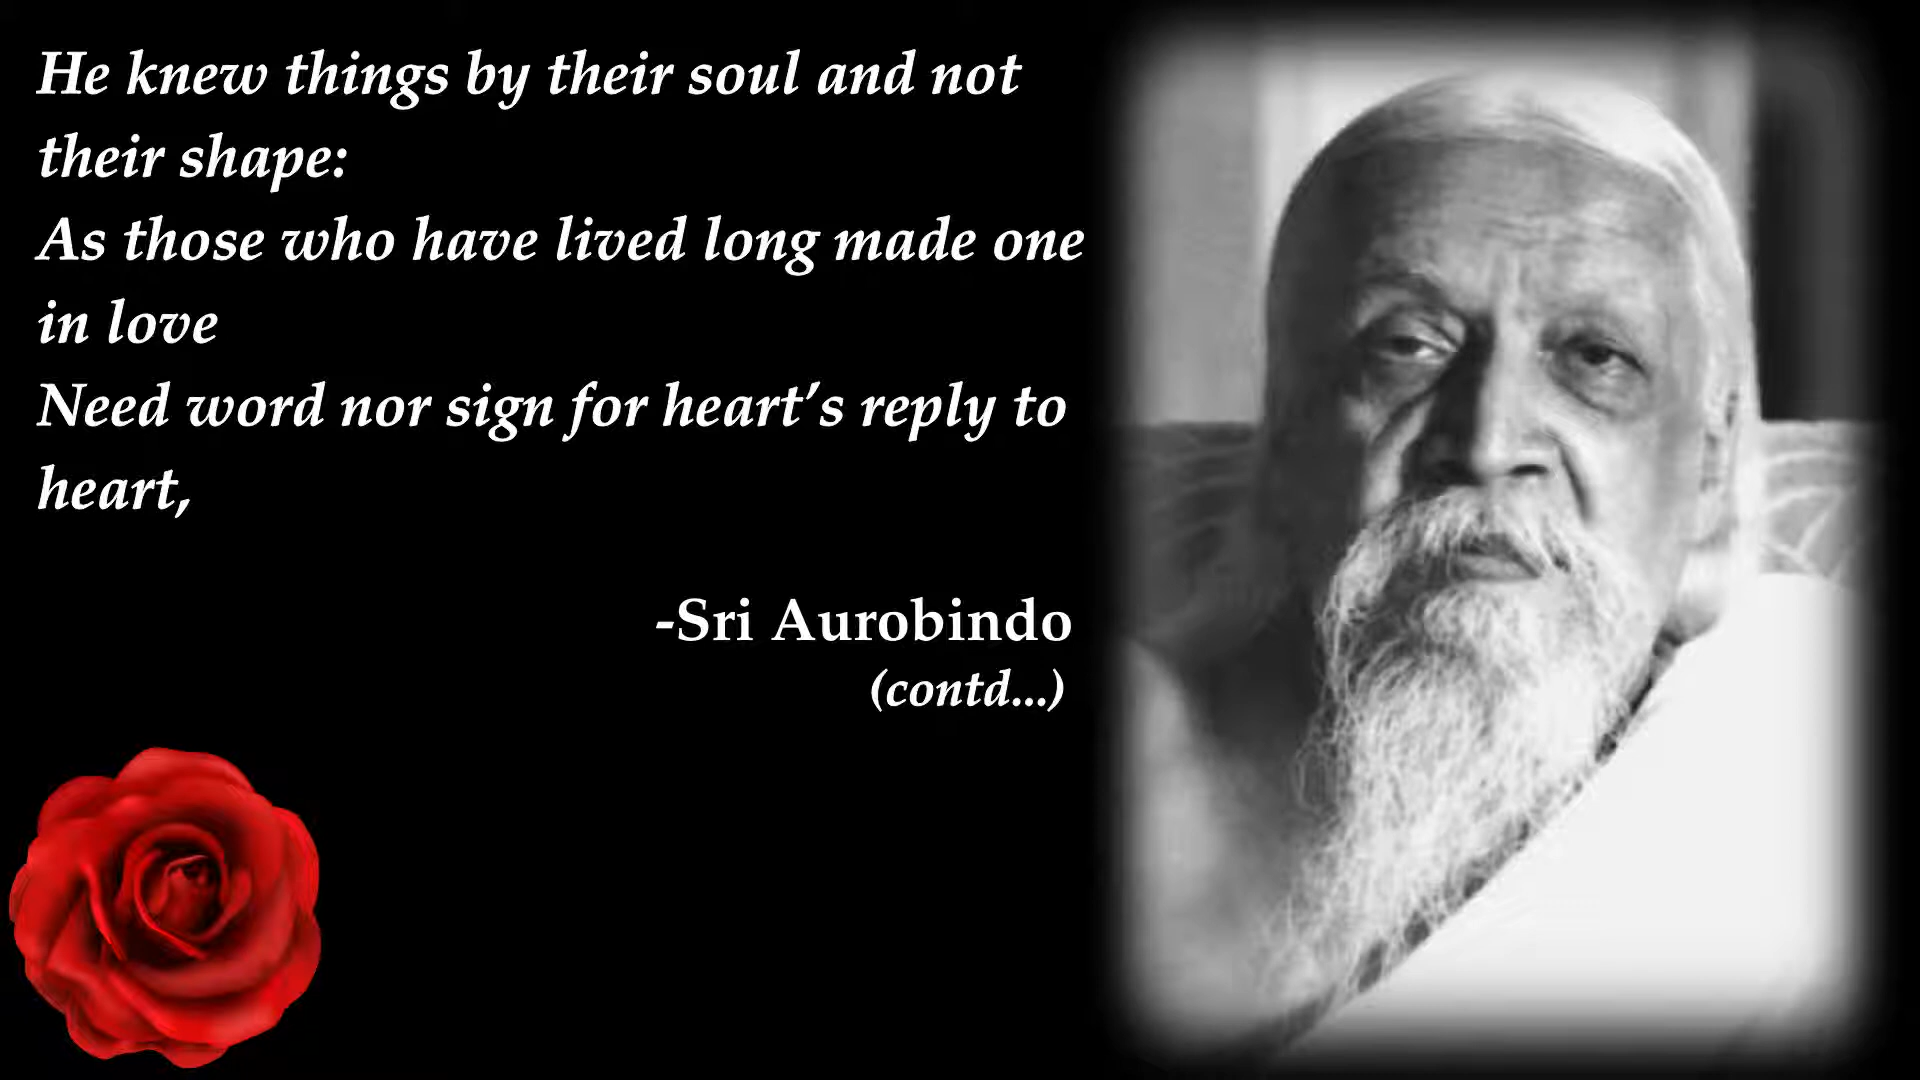 He knew things by their soul and not
their shape:
As those who have lived long made one
in love
Need word nor sign for heart’s reply to
heart,
-Sri Aurobindo
(contd...)